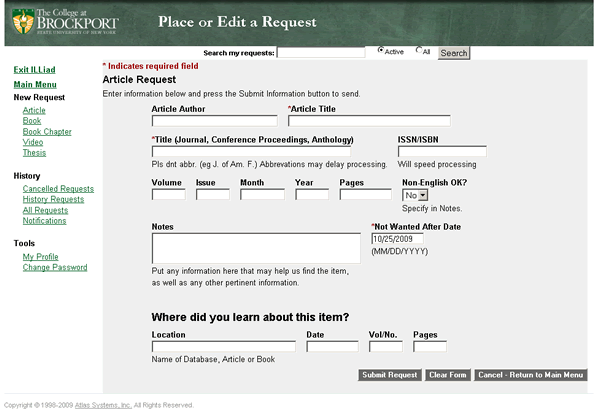 The College at
BROCKPORT
STATE UNIVERSITY OF NEW YORK
Place or Edit a Request
Search my requests: Active All Search
Exit ILLiad
Main Menu
New Request
Article
Book
Book Chapter
Video
Thesis
History
Cancelled Requests
History Requests
All Requests
Notifications
Tools
My Profile
Change Password
* Indicates required field
Article Request
Enter information below and press the Submit Information button to send.
Article Author *Article Title
*Title (Journal, Conference Proceedings, Anthology) ISSN/ISBN
Pls dnt abbr. (eg J. of Am. F.) Abbrevations may delay processing. Will speed processing
Volume Issue Month Year Pages Non-English OK?
No
Specify in Notes.
Notes *Not Wanted After Date
10/25/2009
(MM/DD/YYYY)
Put any information here that may help us find the item,
as well as any other pertinent information.
Where did you learn about this item?
Location Date Vol/No. Pages
Name of Database, Article or Book
Submit Request Clear Form Cancel - Return to Main Menu
Copyright © 1998-2009 Atlas Systems, Inc. All Rights Reserved.